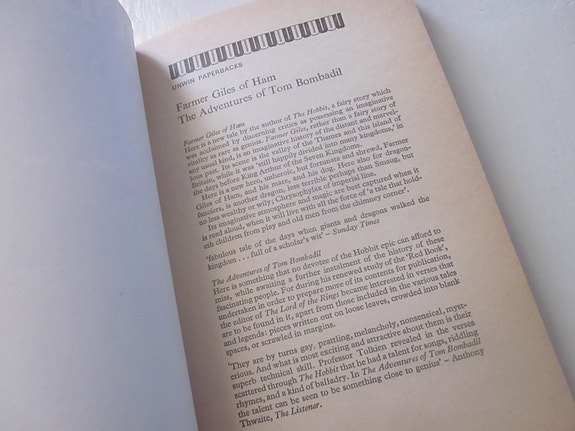 UNWIN PAPERBACKS
Farmer Giles of Ham
The Adventures of Tom Bombadil
Farmer Giles of Ham
Here is a new tale by the author of The Hobbit, a fairy story which
was acclaimed by discerning critics as possessing an imaginative
vitality as rare as genius. Farmer Giles, rather than a fairy story of
any usual kind, is an imaginative history of the distant and marvel-
lous past. Its scene is the valley of the Thames and this island of
Britain, while it was 'still happily divided into many kingdoms,' in
the days before King Arthur of the Seven Kingdoms.
Here is a new hero, unheroic, but fortunate and shrewd, Farmer
Giles of Ham, and his mare, and his dog. Here also for dragon-
fanciers, is another dragon, less terrible perhaps than Smaug, but
no less wealthy or wily; Chrysophylax of imperial line.
Its imaginative atmosphere and magic are best captured when it
is read aloud, when it will live with all the force of 'a tale that hold-
eth children from play and old men from the chimney corner'.
'fabulous tale of the days when giants and dragons walked the
kingdom . . . full of a scholar's wit' – Sunday Times
The Adventures of Tom Bombadil
Here is something that no devotee of the Hobbit epic can afford to
miss, while awaiting a further instalment of the history of these
fascinating people. For during his renewed study of the 'Red Book',
undertaken in order to prepare more of its contents for publication,
the editor of The Lord of the Rings became interested in verses that
are to be found in it, apart from those included in the various tales
and legends: pieces written out on loose leaves, crowded into blank
spaces, or scrawled in margins.
'They are by turns gay, prattling, melancholy, nonsensical, myst-
erious. And what is most exciting and attractive about them is their
superb technical skill. Professor Tolkien revealed in the verses
scattered through The Hobbit that he had a talent for songs, riddling
rhymes, and a kind of balladry. In The Adventures of Tom Bombadil
the talent can be seen to be something close to genius' – Anthony
Thwaite, The Listener.